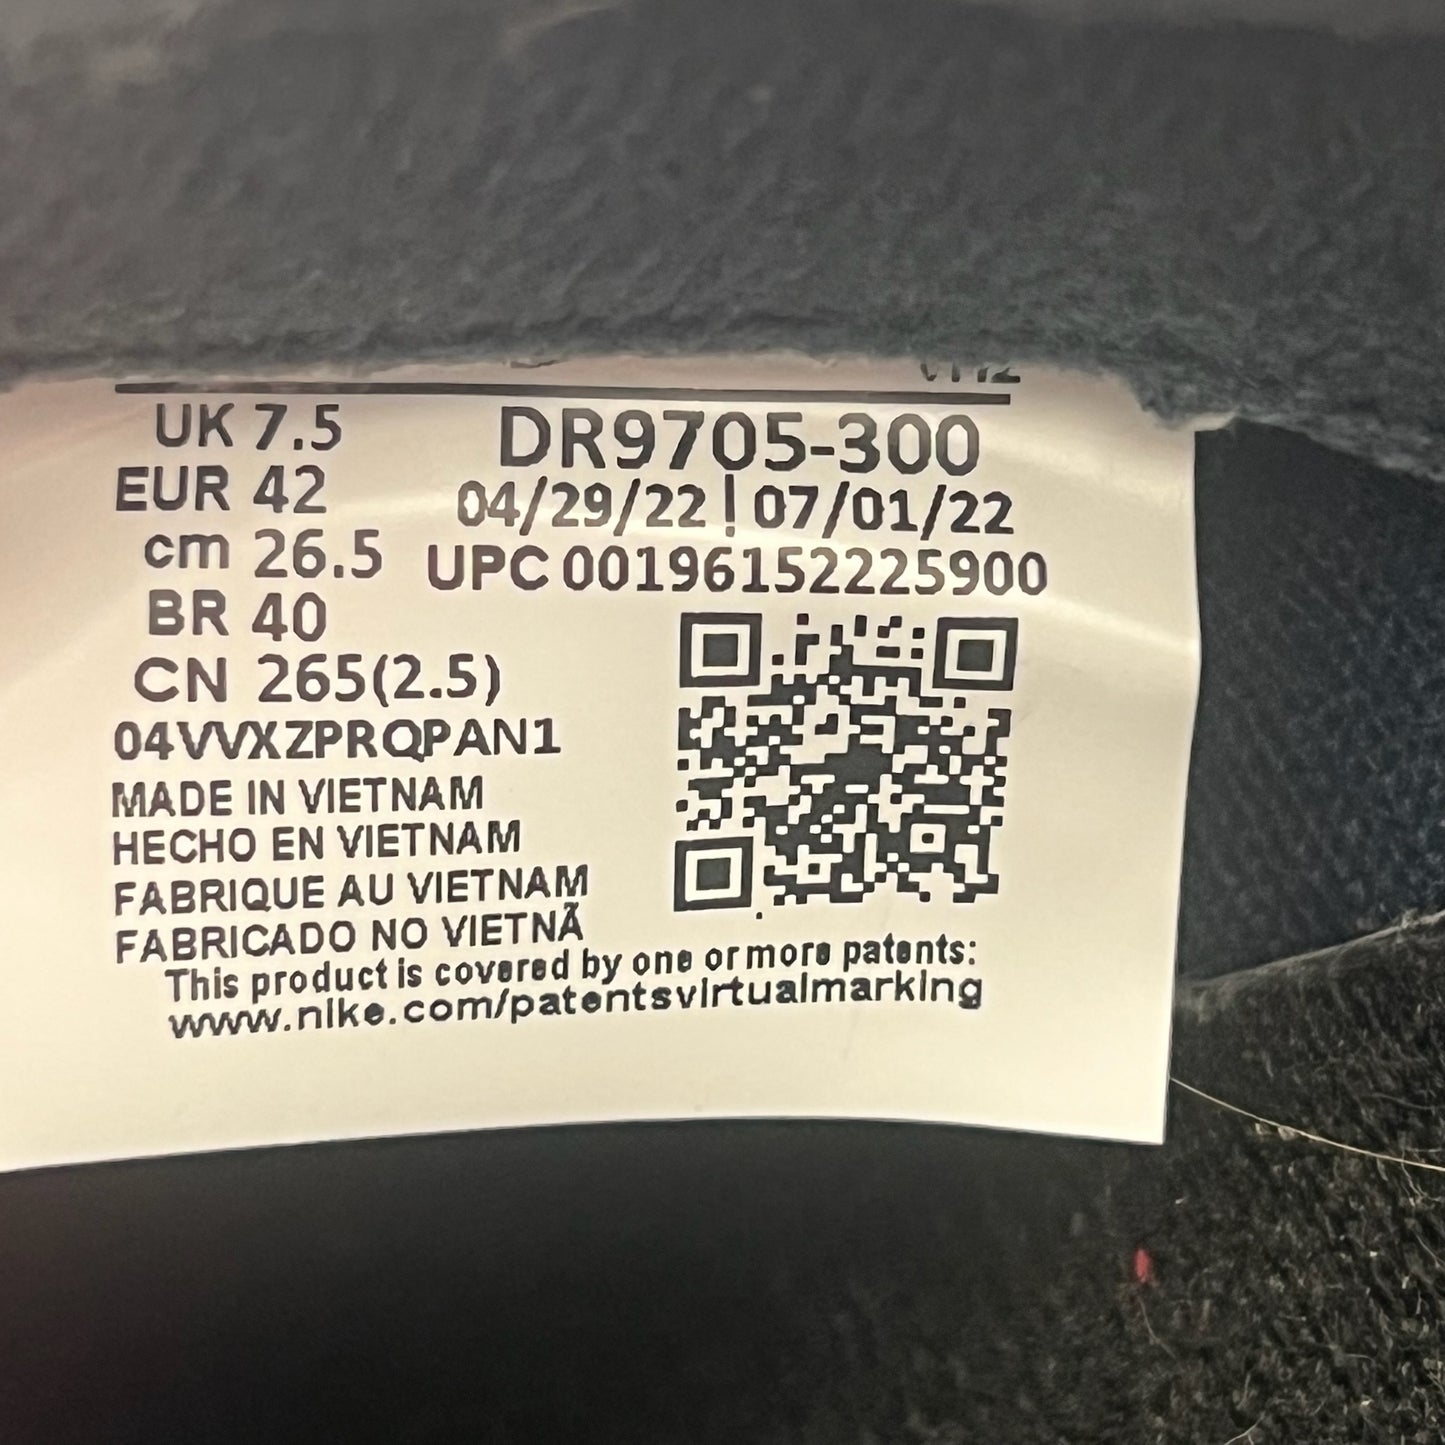 UK 7.5 DR9705-300
EUR 42 04/29/22 | 07/01/22
cm 26.5 UPC 00196152225900
BR 40
CN 265(2.5)
04VVXZPRQPAN1
MADE IN VIETNAM
HECHO EN VIETNAM
FABRIQUE AU VIETNAM
FABRICADO NO VIETNÃ
This product is covered by one or more patents:
www.nike.com/patentsvirtualmarking